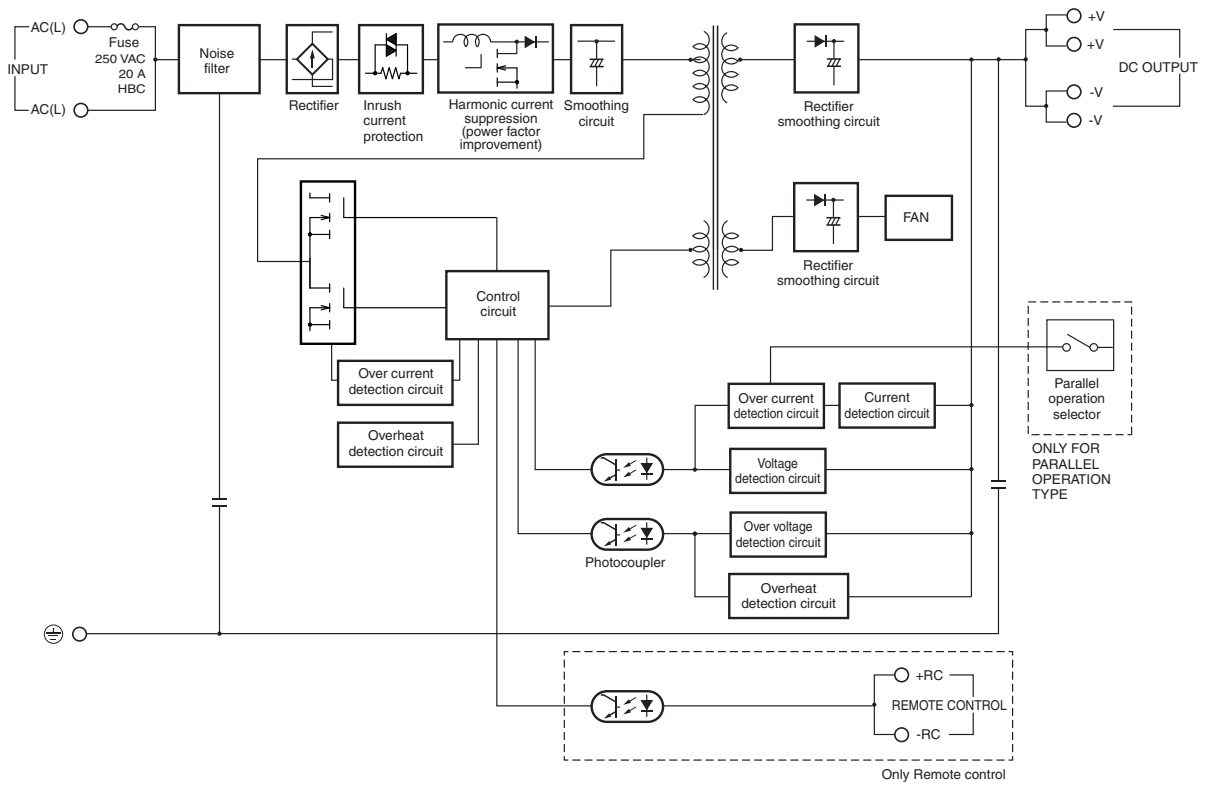 AC(L)
Fuse
250 VAC
20 A
HBC
INPUT
AC(L)
Noise
filter
Rectifier
Inrush
current
protection
Harmonic current
suppression
(power factor
improvement)
Smoothing
circuit
Rectifier
smoothing circuit
+V
+V
DC OUTPUT
-V
-V
Rectifier
smoothing circuit
FAN
Control
circuit
Over current
detection circuit
Overheat
detection circuit
Over current
detection circuit
Current
detection circuit
Parallel
operation
selector
ONLY FOR
PARALLEL
OPERATION
TYPE
Voltage
detection circuit
Over voltage
detection circuit
Photocoupler
Overheat
detection circuit
+RC
REMOTE CONTROL
-RC
Only Remote control